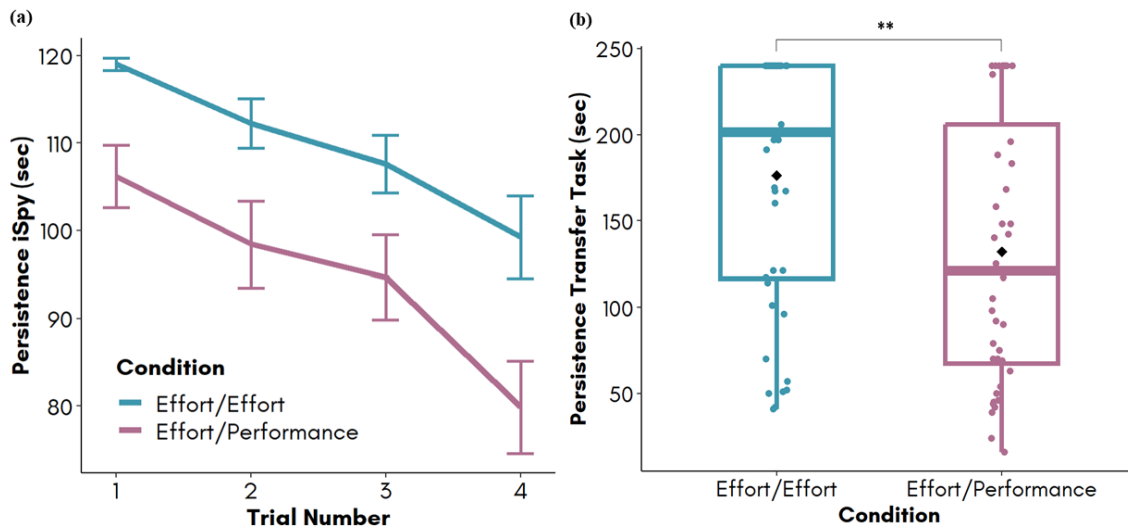 (a)
Persistence iSpy (sec)
120
110
100
90
80
Condition
Effort/Effort
Effort/Performance
1 2 3 4
Trial Number
(b)
**
Persistence Transfer Task (sec)
250
200
150
100
50
Effort/Effort Effort/Performance
Condition